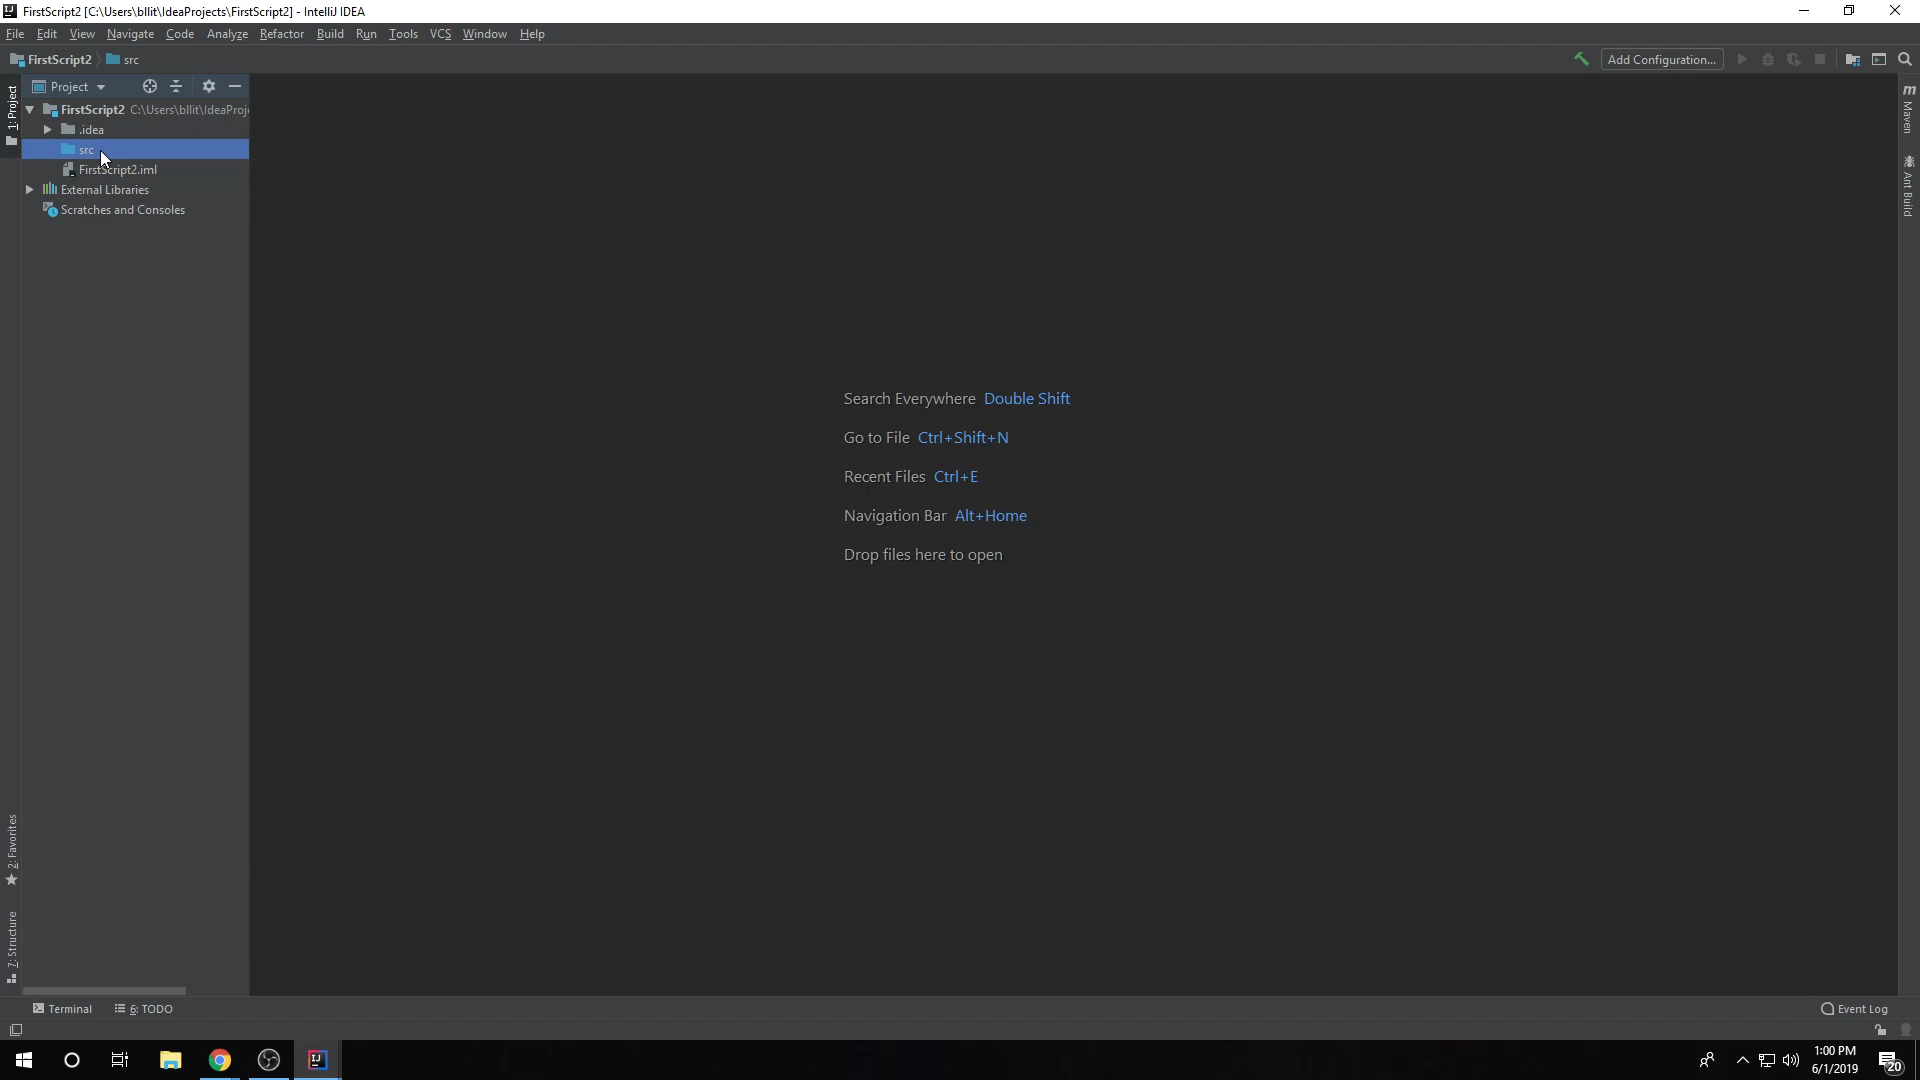 FirstScript2 [C:\Users\bllit\IdeaProjects\FirstScript2] - IntelliJ IDEA
File Edit View Navigate Code Analyze Refactor Build Run Tools VCS Window Help
FirstScript2 src Add Configuration...
Project
FirstScript2 C:\Users\bllit\IdeaProj
.idea
src
FirstScript2.iml
External Libraries
Scratches and Consoles
1: Project
2: Favorites
7: Structure
Maven
Ant Build
Search Everywhere Double Shift
Go to File Ctrl+Shift+N
Recent Files Ctrl+E
Navigation Bar Alt+Home
Drop files here to open
Terminal 6: TODO Event Log
1:00 PM
6/1/2019
20